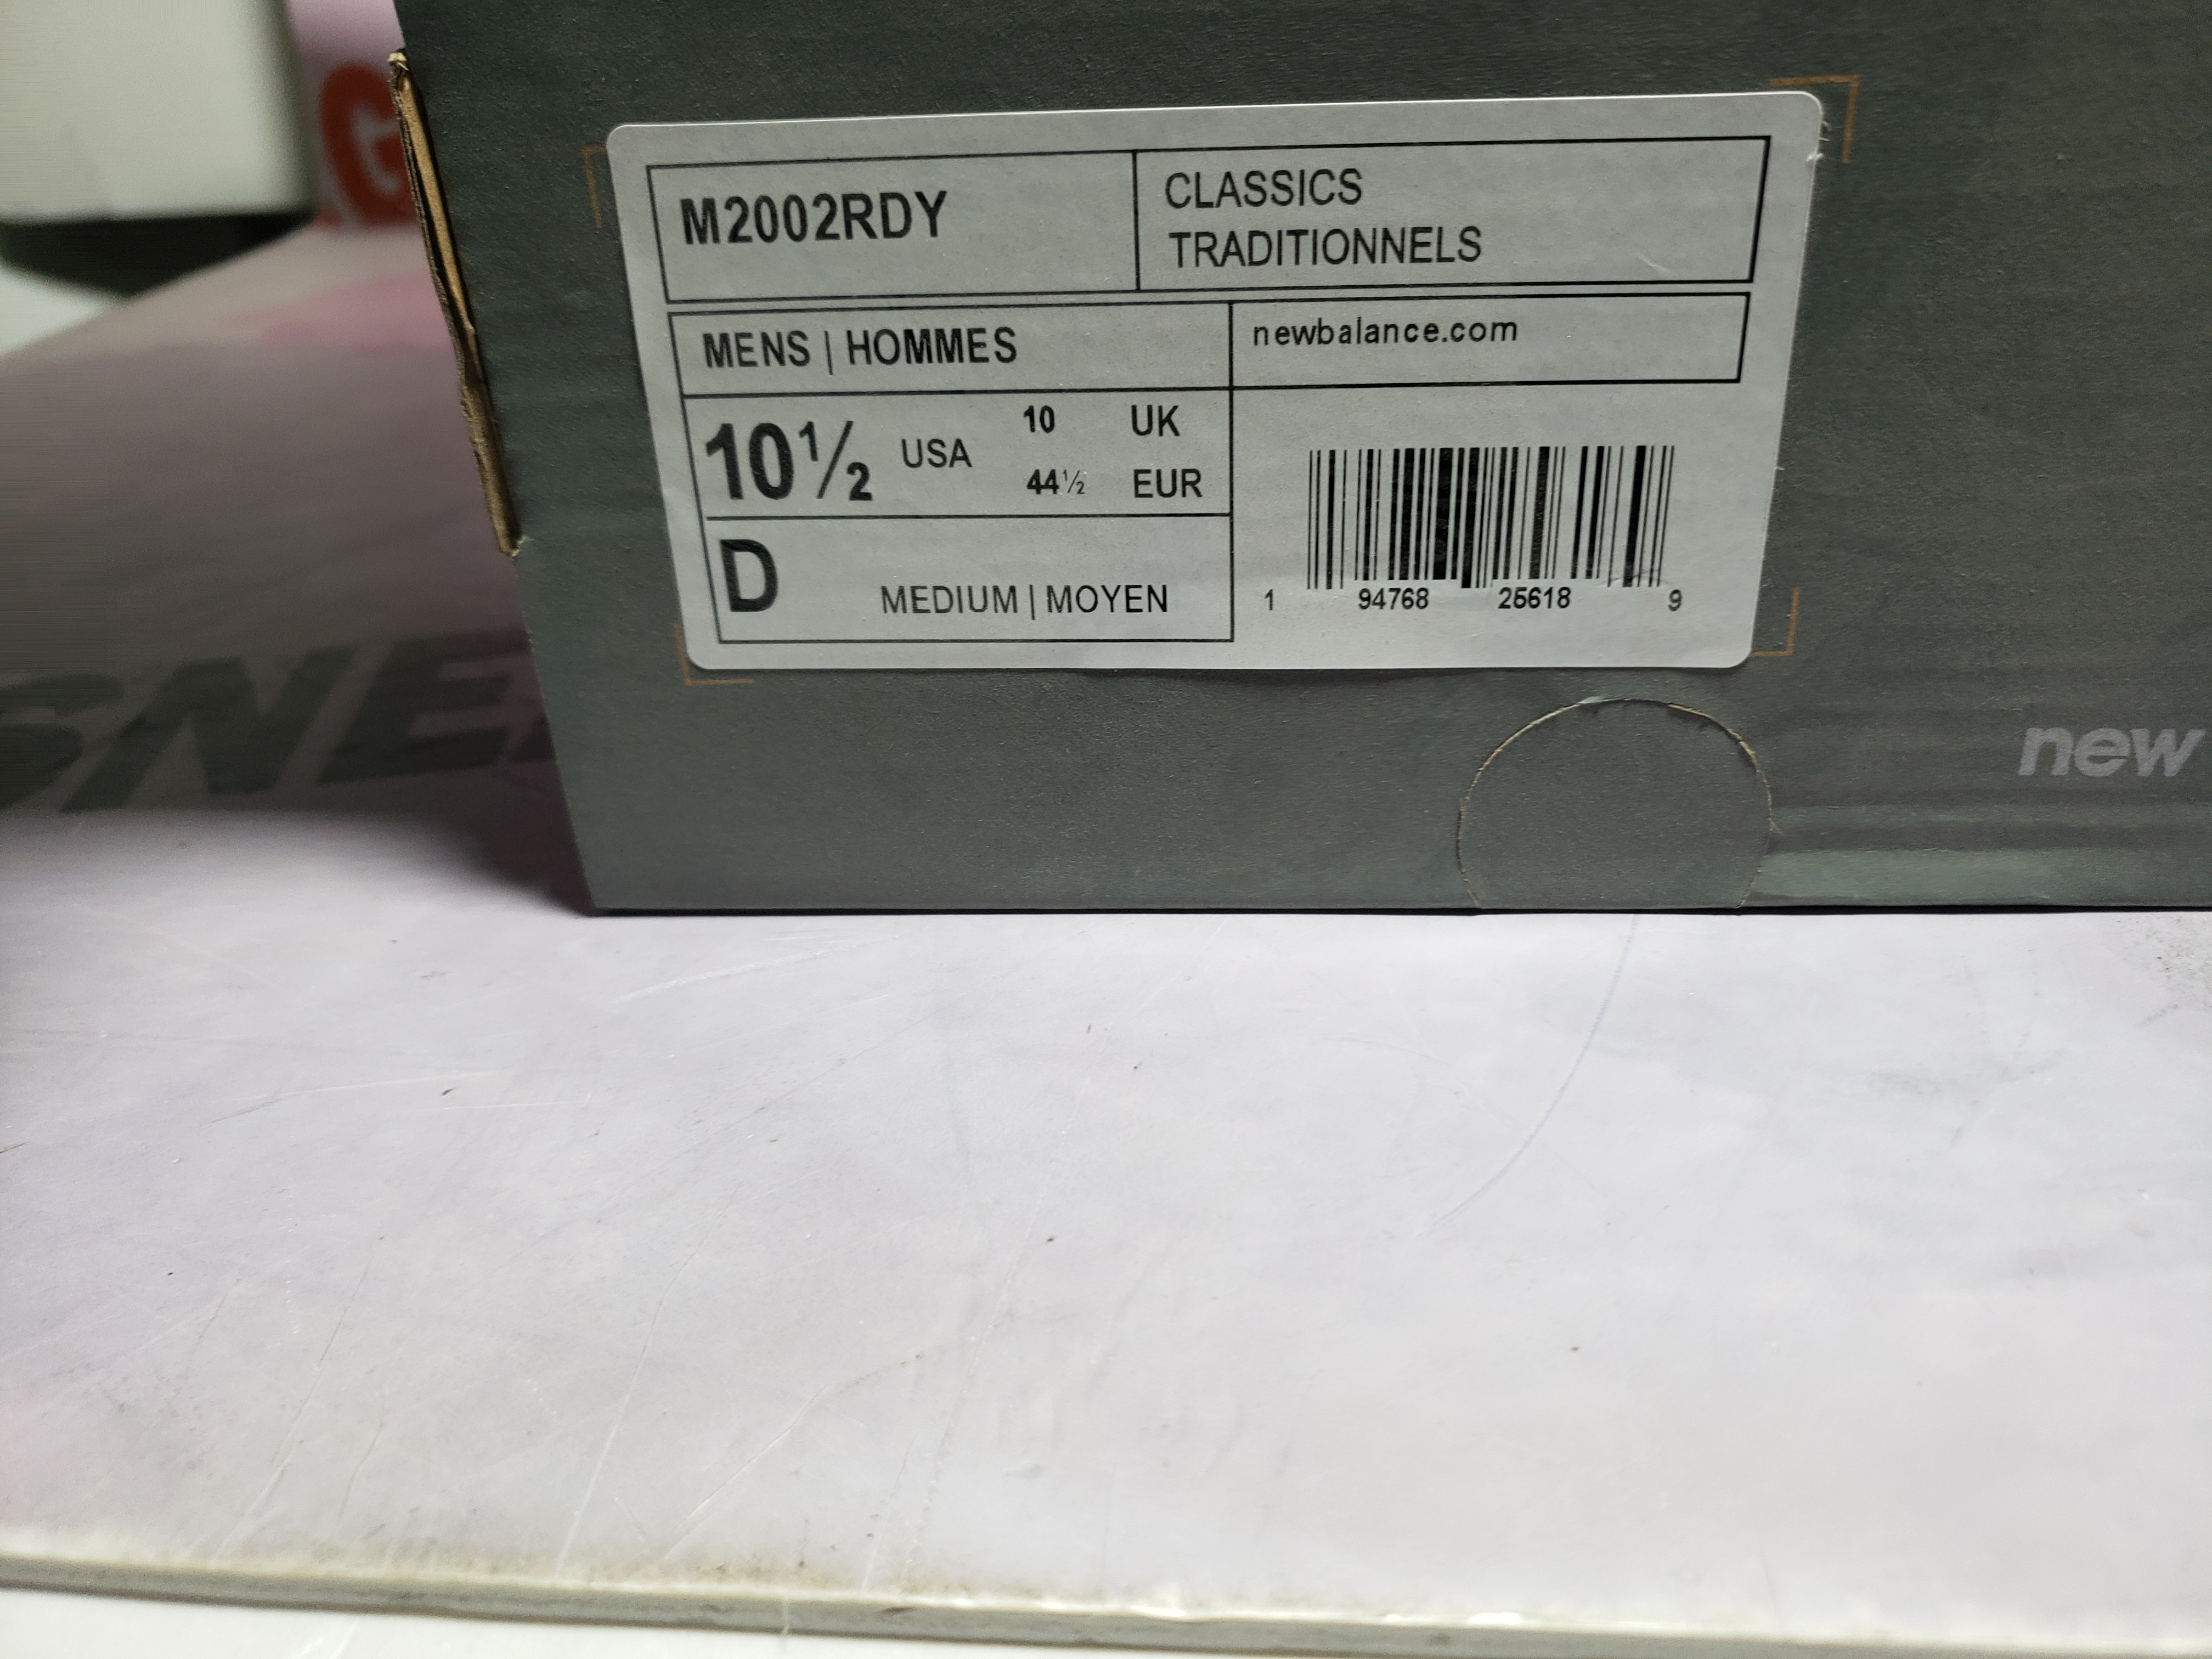 M2002RDY
CLASSICS
TRADITIONNELS
MENS | HOMMES
newbalance.com
10½ USA
10 UK
44½ EUR
D
MEDIUM | MOYEN
1 94768 25618 9
new
SNE